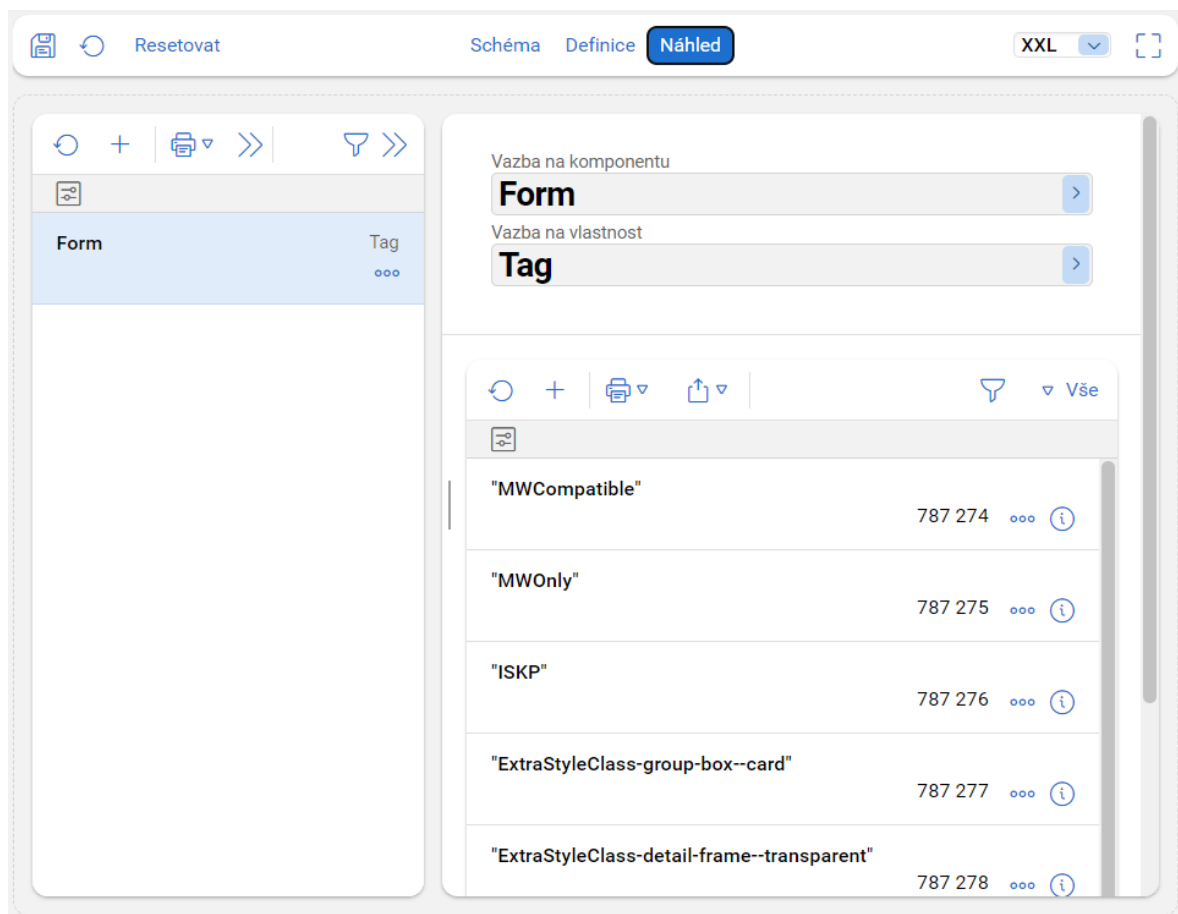 Resetovat
Schéma Definice Náhled
XXL
Form
Tag
Vazba na komponentu
Form
Vazba na vlastnost
Tag
Vše
"MWCompatible"
787 274
"MWOnly"
787 275
"ISKP"
787 276
"ExtraStyleClass-group-box--card"
787 277
"ExtraStyleClass-detail-frame--transparent"
787 278